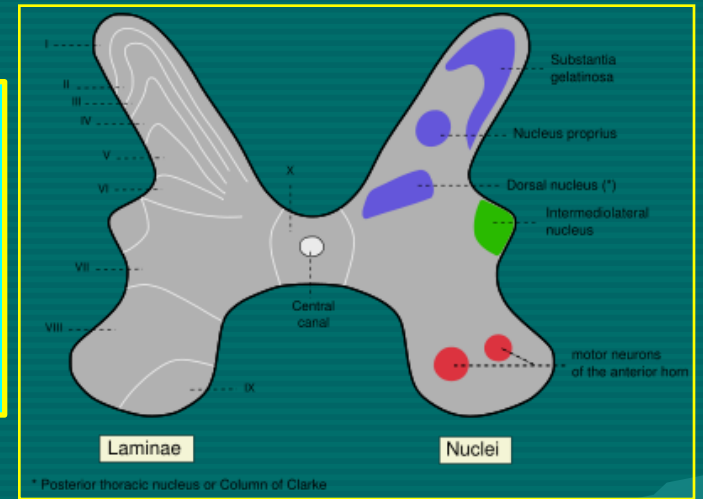 I
II
III
IV
V
VI
VII
VIII
IX
X
Central
canal
Substantia
gelatinosa
Nucleus proprius
Dorsal nucleus (*)
Intermediolateral
nucleus
motor neurons
of the anterior horn
Laminae
Nuclei
* Posterior thoracic nucleus or Column of Clarke